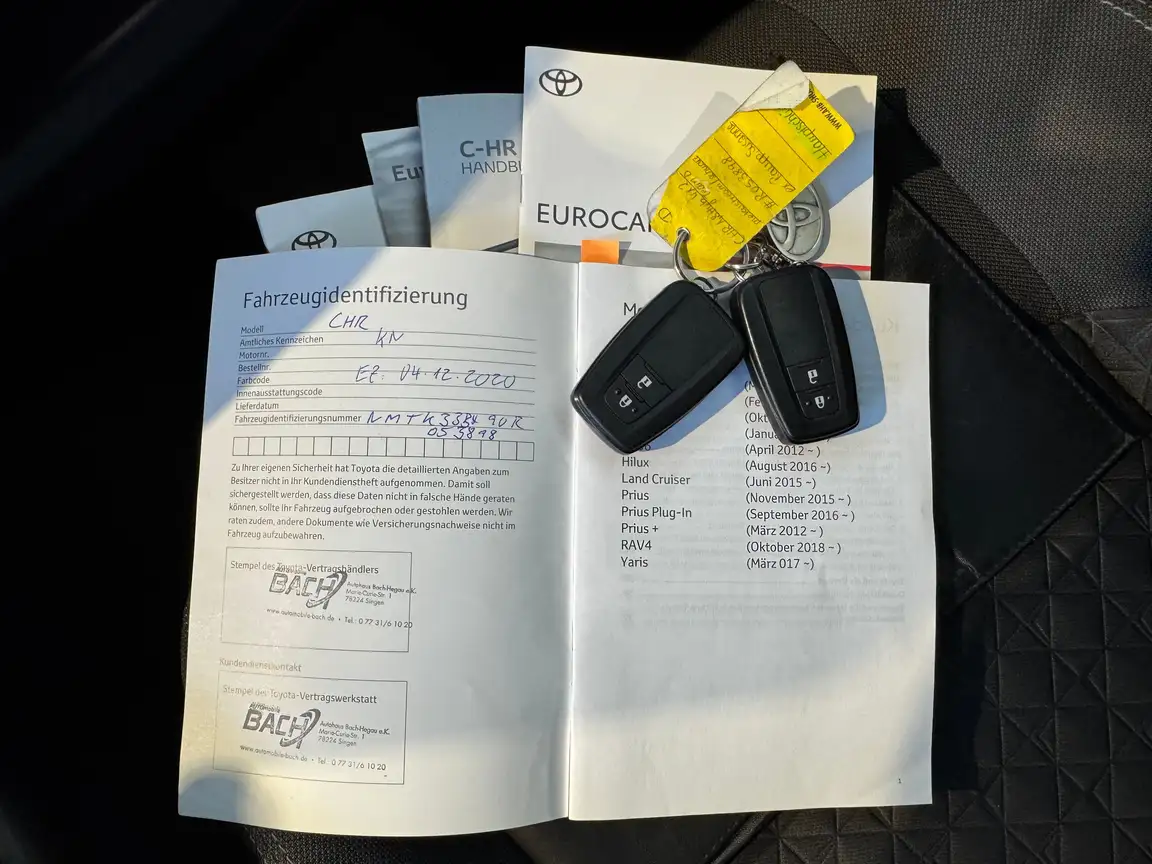 EUROCA
C-HR
HANDBU
Eu
Fahrzeugidentifizierung
Modell CHR
Amtliches Kennzeichen KN
Motornr.
Bestellnr.
Farbcode EZ: 04.12.2020
Innenausstattungscode
Lieferdatum
Fahrzeugidentifizierungsnummer NMTK33BX90R
053898
Zu Ihrer eigenen Sicherheit hat Toyota die detaillierten Angaben zum
Besitzer nicht in Ihr Kundendienstheft aufgenommen. Damit soll
sichergestellt werden, dass diese Daten nicht in falsche Hände geraten
können, sollte Ihr Fahrzeug aufgebrochen oder gestohlen werden. Wir
raten zudem, andere Dokumente wie Versicherungsnachweise nicht im
Fahrzeug aufzubewahren.
Stempel des Toyota-Vertragshändlers
BACH
Autohaus Bach-Hegau e.K.
Marie-Curie-Str. 1
78224 Singen
www.automobile-bach.de • Tel.: 0 77 31/6 10 20
Kundendienstkontakt
Stempel des Toyota-Vertragswerkstatt
Automobile
BACH
Autohaus Bach-Hegau e.K.
Marie-Curie-Str. 1
78224 Singen
www.automobile-bach.de • Tel.: 0 77 31/6 10 20
(Fe
(Okt
(Janua
(April 2012 ~ )
Hilux (August 2016 ~)
Land Cruiser (Juni 2015 ~)
Prius (November 2015 ~ )
Prius Plug-In (September 2016 ~ )
Prius + (März 2012 ~ )
RAV4 (Oktober 2018 ~ )
Yaris (März 017 ~)
1